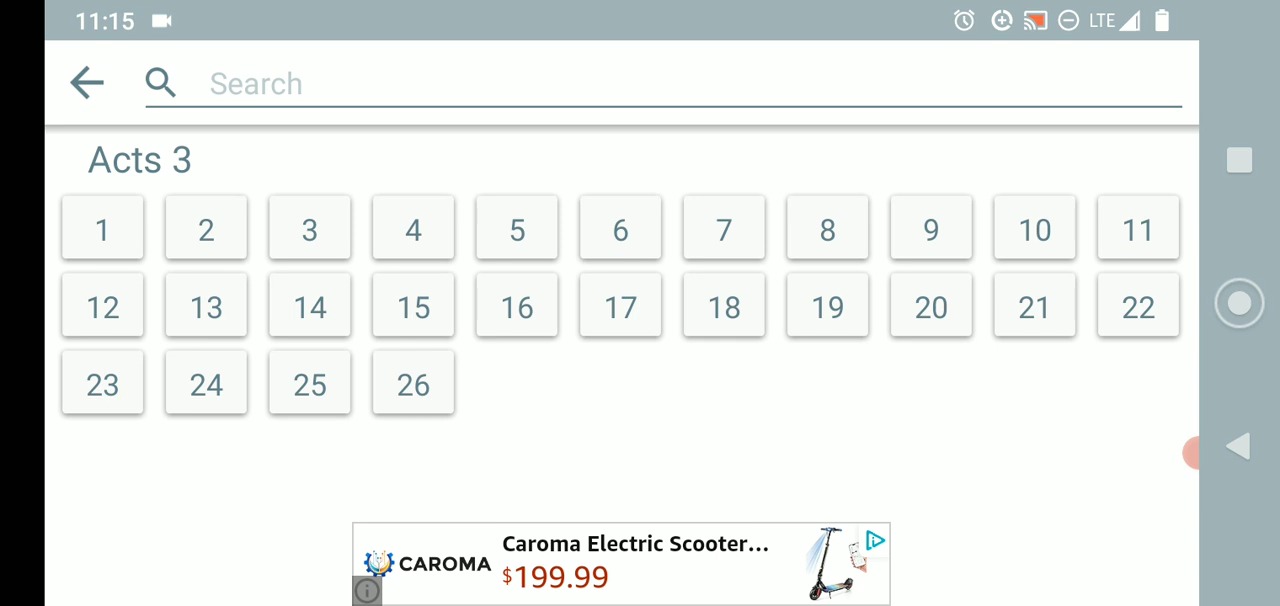 11:15 LTE
Search
Acts 3
1 2 3 4 5 6 7 8 9 10 11
12 13 14 15 16 17 18 19 20 21 22
23 24 25 26
CAROMA
Caroma Electric Scooter...
$199.99